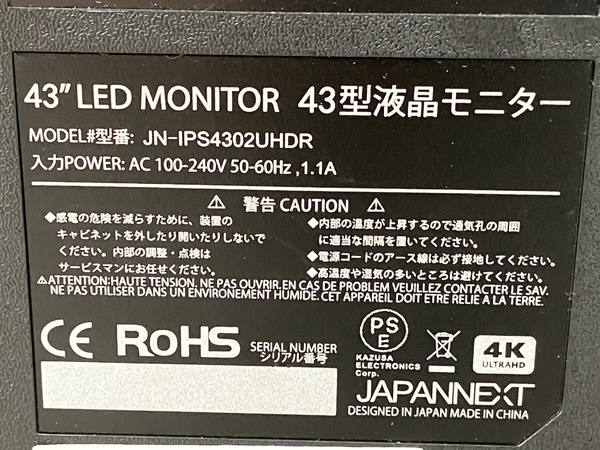 43” LED MONITOR 43型液晶モニター
MODEL#型番: JN-IPS4302UHDR
入力POWER: AC 100-240V 50-60Hz ,1.1A
⚠ 警告 CAUTION ⚠
◆感電の危険を減らすために、装置の
キャビネットを外したり開いたりしないで
ください。内部の調整・点検は
サービスマンにお任せください。
◆内部の温度が上昇するので通気孔の周囲
に適当な間隔を置いてください。
◆電源コードのアース線は必ず接地してください。
◆高温度や湿気の多いところは避けてください。
⚠ATTENTION:HAUTE TENSION. NE PAS OUVRIR.EN CAS DE PROBLEM VEUILLEZ CONTACTER LE SAV.
NE PAS UTILISER DANS UN ENVIRONEMENT HUMIDE. CET APPAREIL DOIT ETRE RELIE A LA TERRE.
CE RoHS
SERIAL NUMBER
シリアル番号
PS
E
KAZUSA
ELECTRONICS
Corp.
4K
ULTRAHD
JAPANNEXT
DESIGNED IN JAPAN MADE IN CHINA